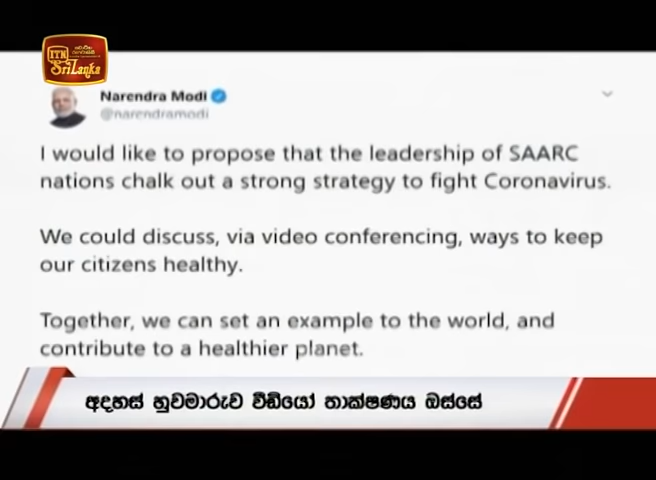 ITN
Sri Lanka
Narendra Modi
@narendramodi
I would like to propose that the leadership of SAARC
nations chalk out a strong strategy to fight Coronavirus.
We could discuss, via video conferencing, ways to keep
our citizens healthy.
Together, we can set an example to the world, and
contribute to a healthier planet.
අදහස් හුවමාරුව වීඩියෝ තාක්ෂණය ඔස්සේ